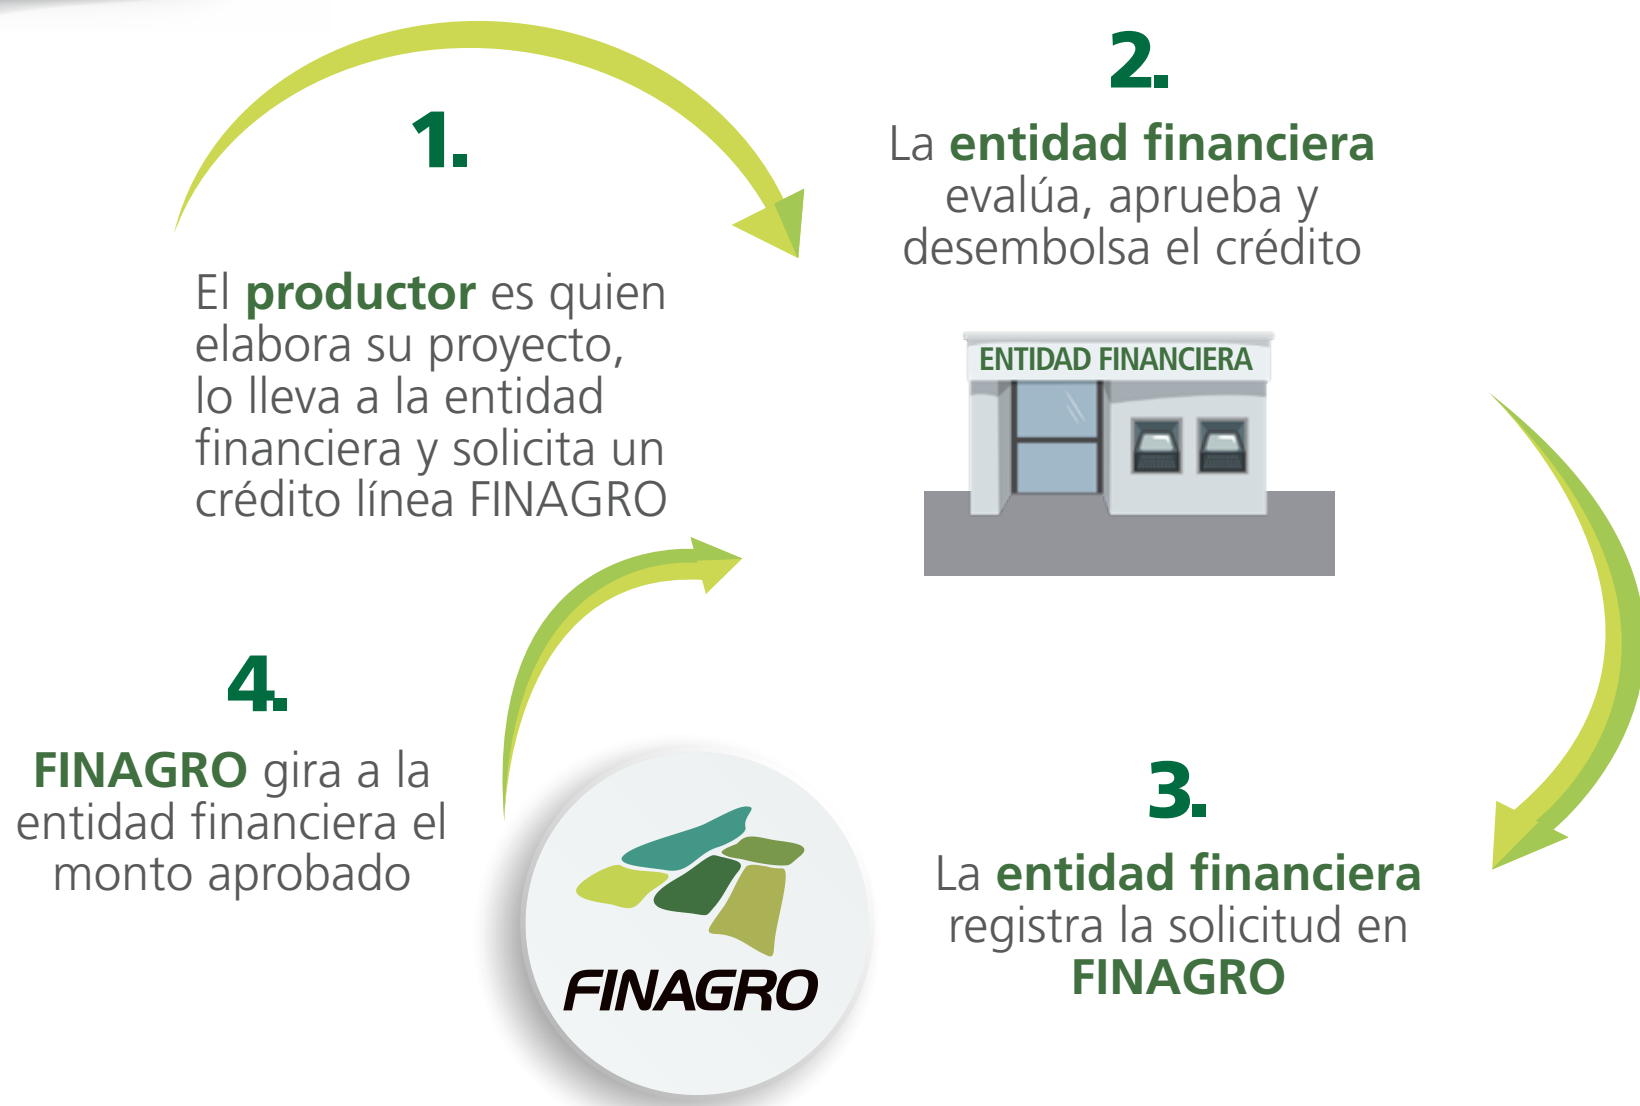 1.
El productor es quien
elabora su proyecto,
lo lleva a la entidad
financiera y solicita un
crédito línea FINAGRO
2.
La entidad financiera
evalúa, aprueba y
desembolsa el crédito
ENTIDAD FINANCIERA
3.
La entidad financiera
registra la solicitud en
FINAGRO
4.
FINAGRO gira a la
entidad financiera el
monto aprobado
FINAGRO